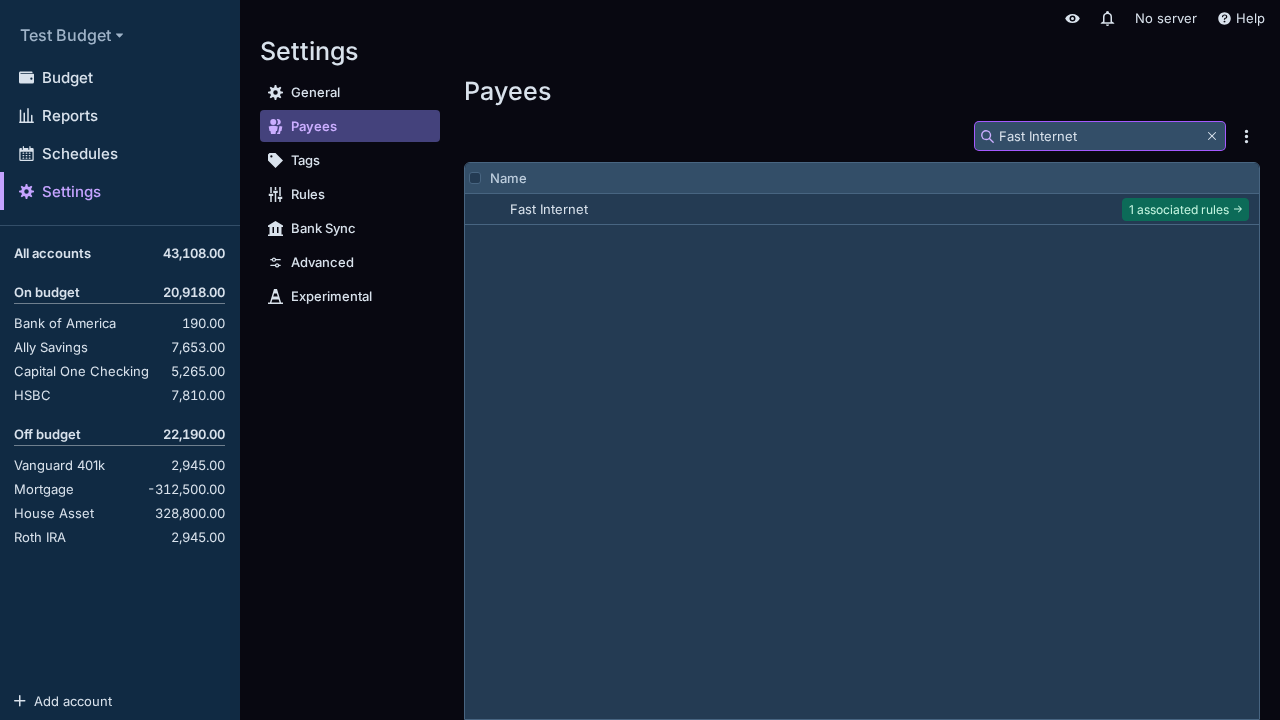 Test Budget
Budget
Reports
Schedules
Settings
All accounts 43,108.00
On budget 20,918.00
Bank of America 190.00
Ally Savings 7,653.00
Capital One Checking 5,265.00
HSBC 7,810.00
Off budget 22,190.00
Vanguard 401k 2,945.00
Mortgage -312,500.00
House Asset 328,800.00
Roth IRA 2,945.00
Add account
No server
Help
Settings
General
Payees
Tags
Rules
Bank Sync
Advanced
Experimental
Payees
Fast Internet
Name
Fast Internet
1 associated rules →